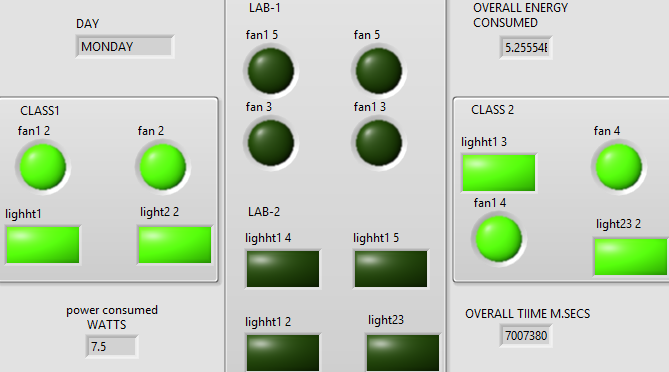 DAY
MONDAY
CLASS1
fan1 2
fan 2
lighht1
light2 2
power consumed
WATTS
7.5
LAB-1
fan1 5
fan 5
fan 3
fan1 3
LAB-2
lighht1 4
lighht1 5
lighht1 2
light23
OVERALL ENERGY
CONSUMED
5.25554E
CLASS 2
lighht1 3
fan 4
fan1 4
light23 2
OVERALL TIIME M.SECS
7007380